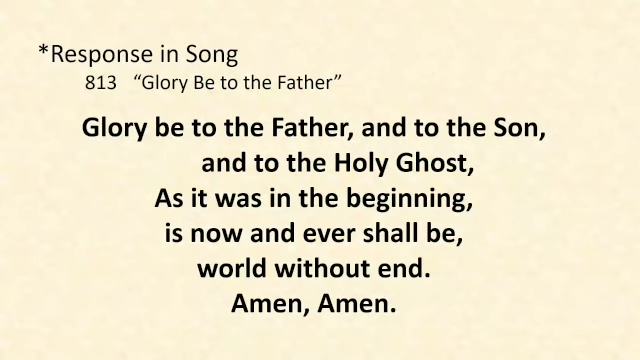 *Response in Song
813 “Glory Be to the Father”
Glory be to the Father, and to the Son,
and to the Holy Ghost,
As it was in the beginning,
is now and ever shall be,
world without end.
Amen, Amen.